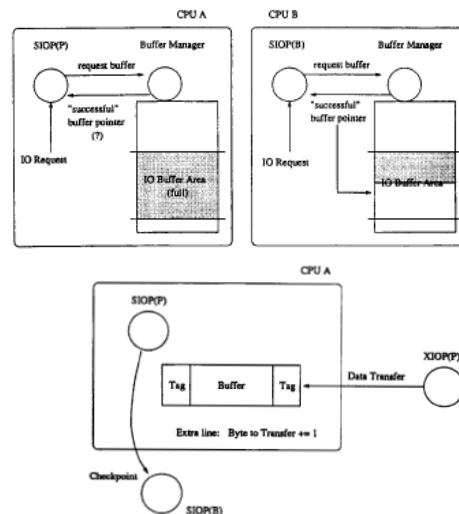 CPU A
SIOP(P)
Buffer Manager
request buffer
"successful"
buffer pointer
(?)
IO Request
IO Buffer Area
(full)
CPU B
SIOP(B)
Buffer Manager
request buffer
"successful"
buffer pointer
IO Request
IO Buffer Area
CPU A
SIOP(P)
XIOP(P)
Data Transfer
Tag
Buffer
Tag
Extra line: Byte to Transfer += 1
Checkpoint
SIOP(B)